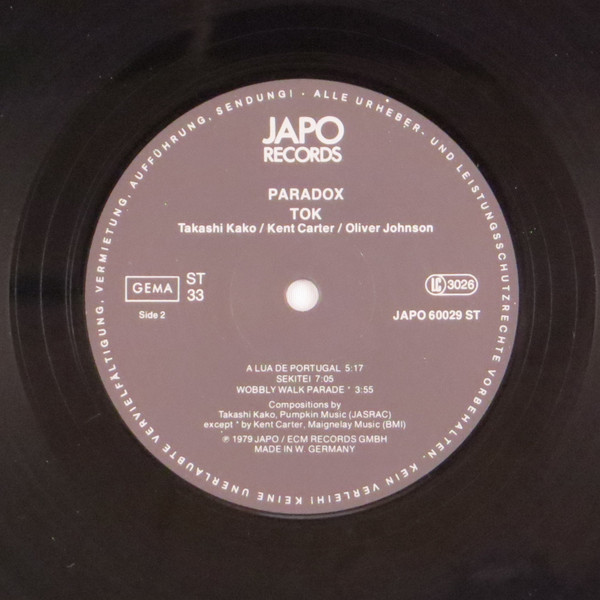 ALLE URHEBER- UND LEISTUNGSSCHUTZRECHTE VORBEHALTEN. KEIN VERLEIH! KEINE UNERLAUBTE VERVIELFÄLTIGUNG, VERMIETUNG, AUFFÜHRUNG, SENDUNG! ·
JAPO
RECORDS
PARADOX
TOK
Takashi Kako / Kent Carter / Oliver Johnson
GEMA
ST
33
LC 3026
Side 2
JAPO 60029 ST
A LUA DE PORTUGAL 5:17
SEKITEI 7:05
WOBBLY WALK PARADE * 3:55
Compositions by
Takashi Kako, Pumpkin Music (JASRAC)
except * by Kent Carter, Maignelay Music (BMI)
℗ 1979 JAPO / ECM RECORDS GMBH
MADE IN W. GERMANY